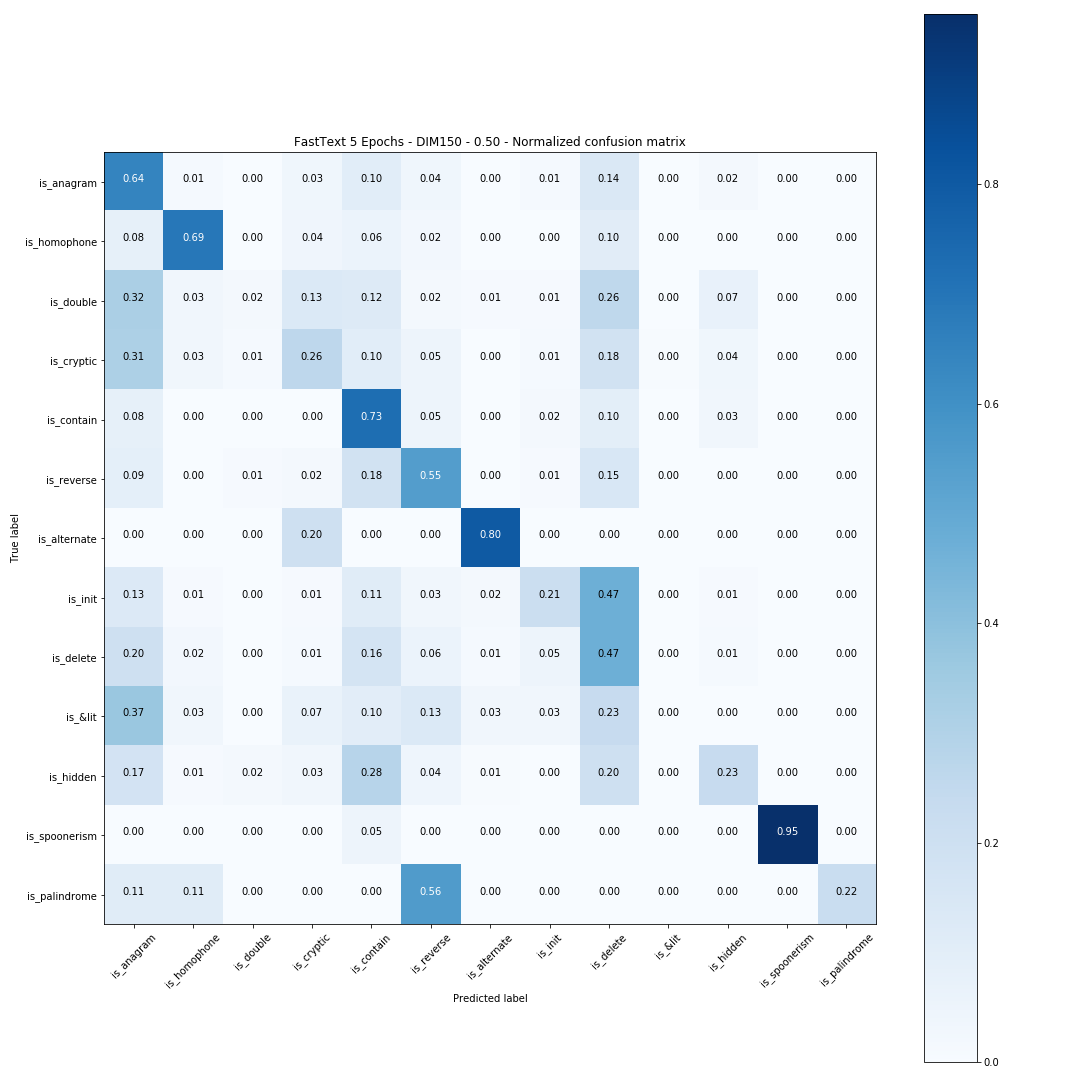 FastText 5 Epochs - DIM150 - 0.50 - Normalized confusion matrix
is_anagram 0.64 0.01 0.00 0.03 0.10 0.04 0.00 0.01 0.14 0.00 0.02 0.00 0.00
is_homophone 0.08 0.69 0.00 0.04 0.06 0.02 0.00 0.00 0.10 0.00 0.00 0.00 0.00
is_double 0.32 0.03 0.02 0.13 0.12 0.02 0.01 0.01 0.26 0.00 0.07 0.00 0.00
is_cryptic 0.31 0.03 0.01 0.26 0.10 0.05 0.00 0.01 0.18 0.00 0.04 0.00 0.00
is_contain 0.08 0.00 0.00 0.00 0.73 0.05 0.00 0.02 0.10 0.00 0.03 0.00 0.00
is_reverse 0.09 0.00 0.01 0.02 0.18 0.55 0.00 0.01 0.15 0.00 0.00 0.00 0.00
is_alternate 0.00 0.00 0.00 0.20 0.00 0.00 0.80 0.00 0.00 0.00 0.00 0.00 0.00
is_init 0.13 0.01 0.00 0.01 0.11 0.03 0.02 0.21 0.47 0.00 0.01 0.00 0.00
is_delete 0.20 0.02 0.00 0.01 0.16 0.06 0.01 0.05 0.47 0.00 0.01 0.00 0.00
is_&lit 0.37 0.03 0.00 0.07 0.10 0.13 0.03 0.03 0.23 0.00 0.00 0.00 0.00
is_hidden 0.17 0.01 0.02 0.03 0.28 0.04 0.01 0.00 0.20 0.00 0.23 0.00 0.00
is_spoonerism 0.00 0.00 0.00 0.00 0.05 0.00 0.00 0.00 0.00 0.00 0.00 0.95 0.00
is_palindrome 0.11 0.11 0.00 0.00 0.00 0.56 0.00 0.00 0.00 0.00 0.00 0.00 0.22
True label
is_anagram is_homophone is_double is_cryptic is_contain is_reverse is_alternate is_init is_delete is_&lit is_hidden is_spoonerism is_palindrome
Predicted label
0.8
0.6
0.4
0.2
0.0